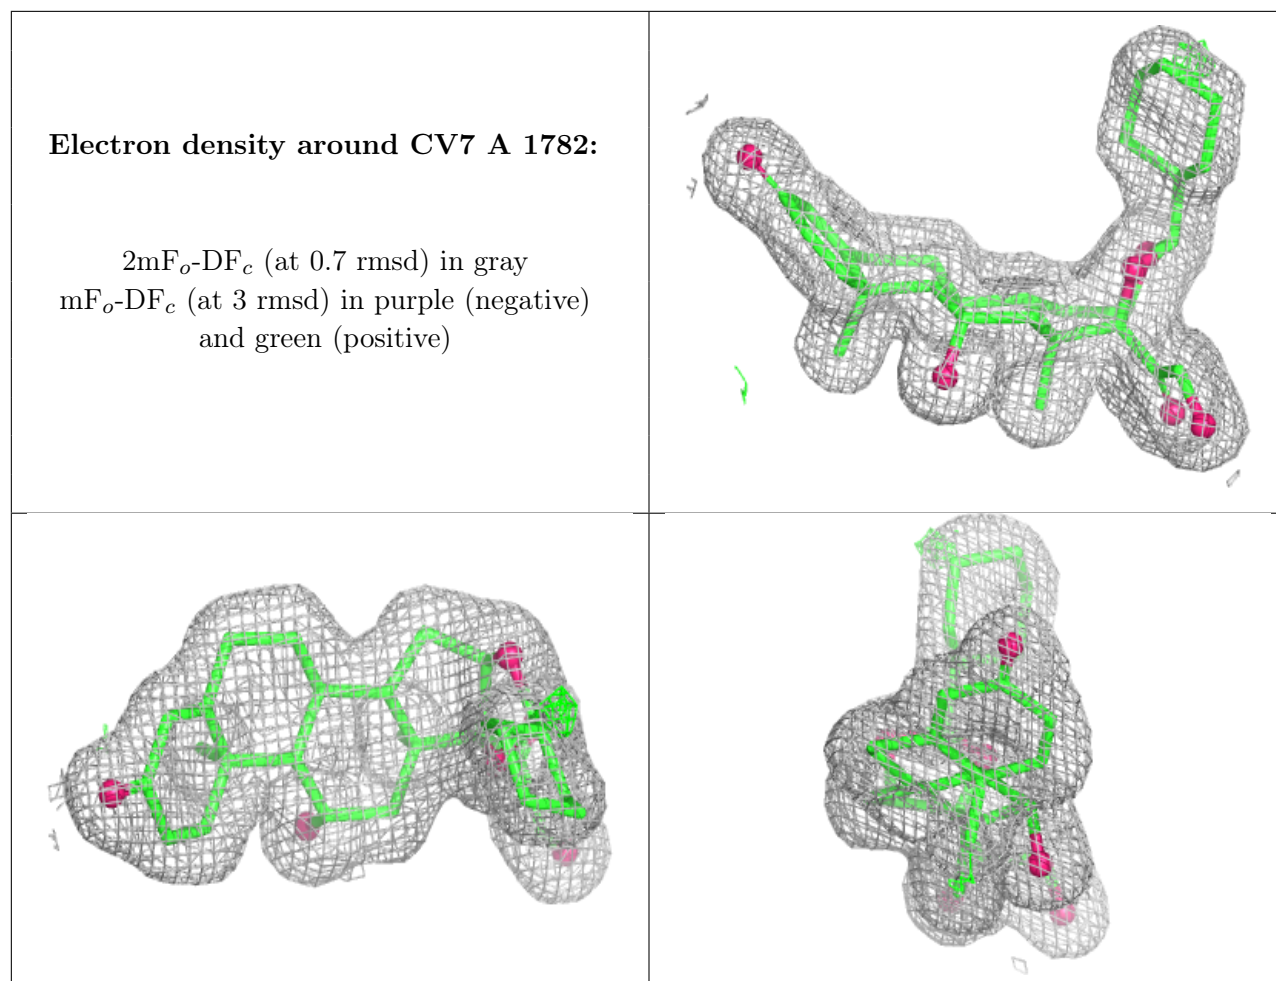 Electron density around CV7 A 1782:
2mFo-DFc (at 0.7 rmsd) in gray
mFo-DFc (at 3 rmsd) in purple (negative)
and green (positive)